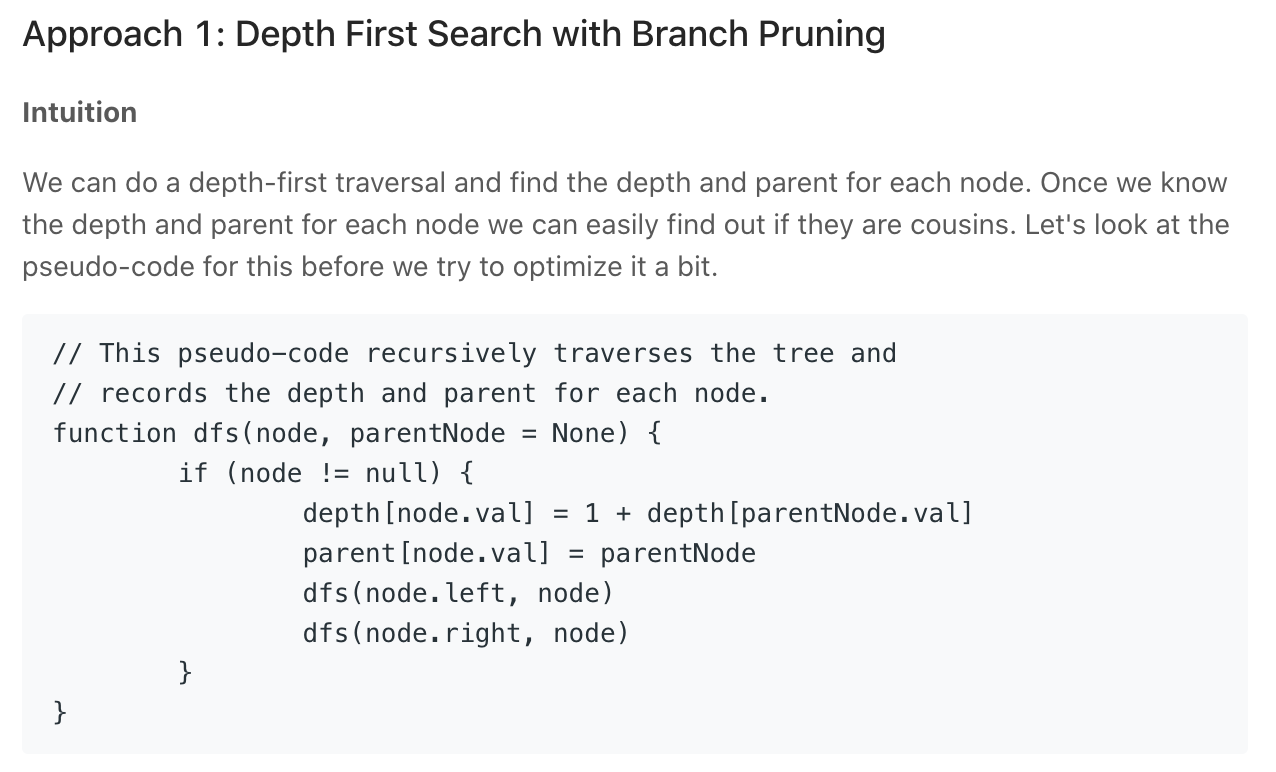 Approach 1: Depth First Search with Branch Pruning
Intuition
We can do a depth-first traversal and find the depth and parent for each node. Once we know
the depth and parent for each node we can easily find out if they are cousins. Let's look at the
pseudo-code for this before we try to optimize it a bit.
// This pseudo-code recursively traverses the tree and
// records the depth and parent for each node.
function dfs(node, parentNode = None) {
        if (node != null) {
                depth[node.val] = 1 + depth[parentNode.val]
                parent[node.val] = parentNode
                dfs(node.left, node)
                dfs(node.right, node)
        }
}